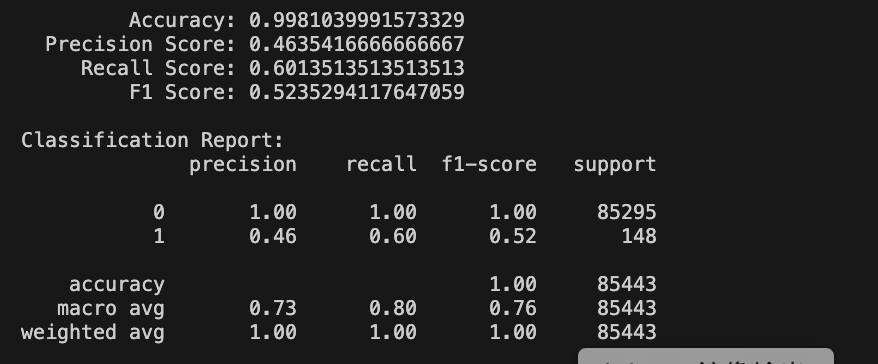 Accuracy: 0.9981039991573329
Precision Score: 0.4635416666666667
Recall Score: 0.6013513513513513
F1 Score: 0.5235294117647059
Classification Report:
precision recall f1-score support
0 1.00 1.00 1.00 85295
1 0.46 0.60 0.52 148
accuracy 1.00 85443
macro avg 0.73 0.80 0.76 85443
weighted avg 1.00 1.00 1.00 85443